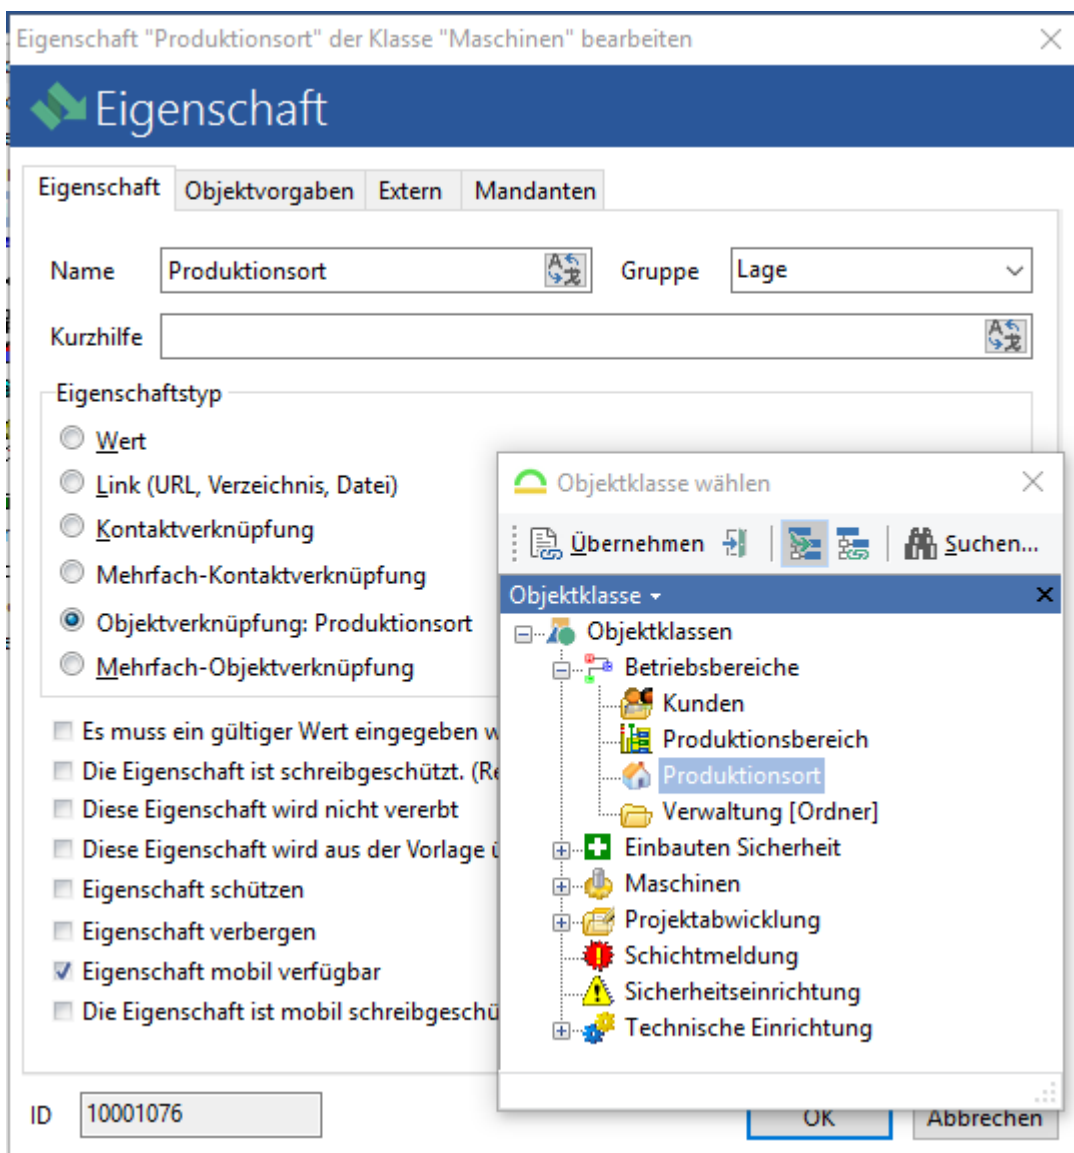 Eigenschaft "Produktionsort" der Klasse "Maschinen" bearbeiten
Eigenschaft
Eigenschaft Objektvorgaben Extern Mandanten
Name Produktionsort Gruppe Lage
Kurzhilfe
Eigenschaftstyp
Wert
Link (URL, Verzeichnis, Datei)
Kontaktverknüpfung
Mehrfach-Kontaktverknüpfung
Objektverknüpfung: Produktionsort
Mehrfach-Objektverknüpfung
Es muss ein gültiger Wert eingegeben w
Die Eigenschaft ist schreibgeschützt. (Re
Diese Eigenschaft wird nicht vererbt
Diese Eigenschaft wird aus der Vorlage ü
Eigenschaft schützen
Eigenschaft verbergen
Eigenschaft mobil verfügbar
Die Eigenschaft ist mobil schreibgeschü
Objektklasse wählen
Übernehmen Suchen...
Objektklasse
Objektklassen
Betriebsbereiche
Kunden
Produktionsbereich
Produktionsort
Verwaltung [Ordner]
Einbauten Sicherheit
Maschinen
Projektabwicklung
Schichtmeldung
Sicherheitseinrichtung
Technische Einrichtung
ID 10001076
OK Abbrechen